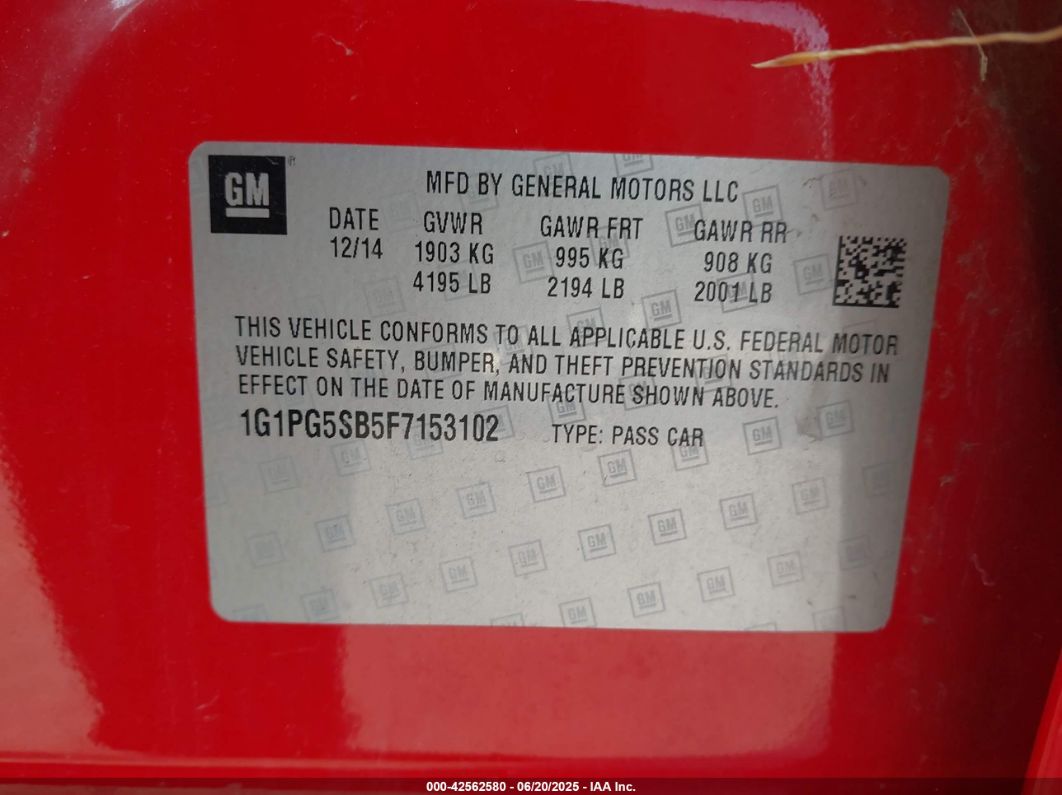 GM
MFD BY GENERAL MOTORS LLC
DATE GVWR GAWR FRT GAWR RR
12/14 1903 KG 995 KG 908 KG
4195 LB 2194 LB 2001 LB
THIS VEHICLE CONFORMS TO ALL APPLICABLE U.S. FEDERAL MOTOR
VEHICLE SAFETY, BUMPER, AND THEFT PREVENTION STANDARDS IN
EFFECT ON THE DATE OF MANUFACTURE SHOWN ABOVE.
1G1PG5SB5F7153102 TYPE: PASS CAR
000-42562580 - 06/20/2025 - IAA Inc.